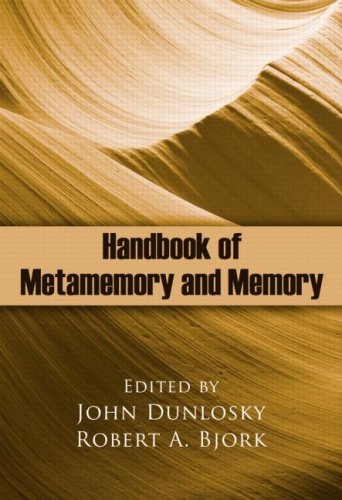 Handbook of
Metamemory and Memory
EDITED BY
JOHN DUNLOSKY
ROBERT A. BJORK